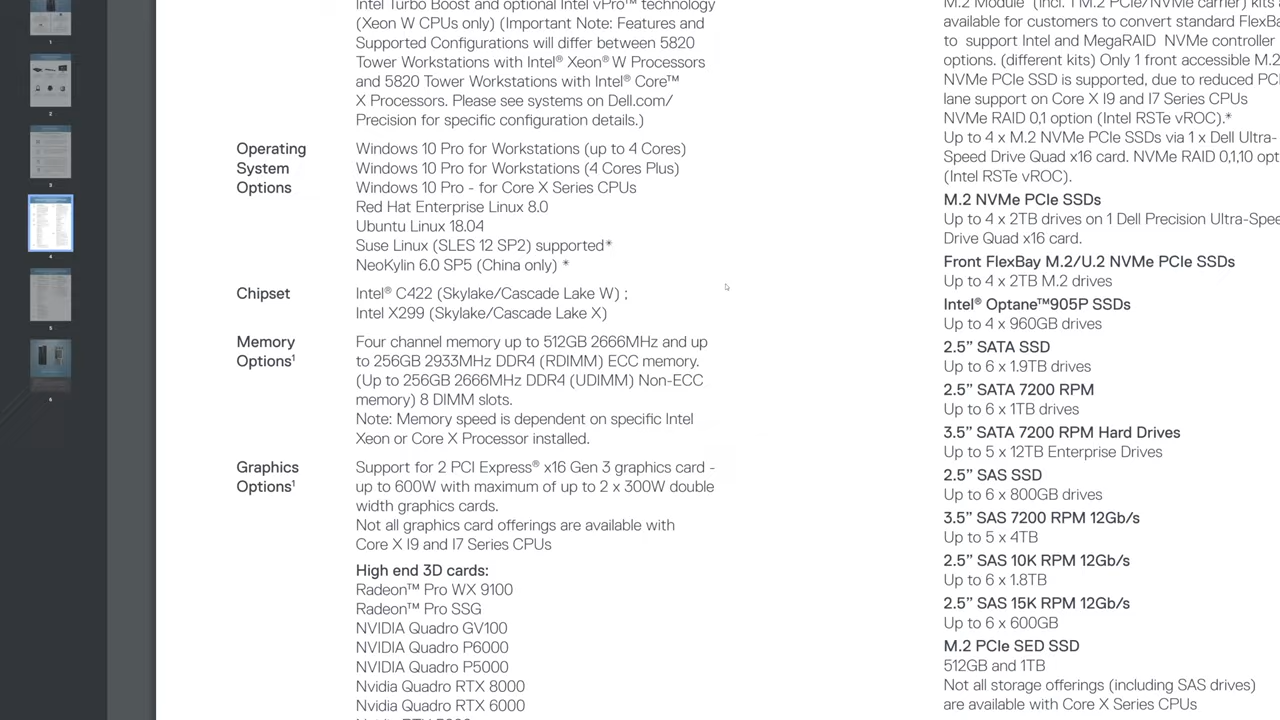 Intel Turbo Boost and optional Intel vPro™ technology
(Xeon W CPUs only) (Important Note: Features and
Supported Configurations will differ between 5820
Tower Workstations with Intel® Xeon® W Processors
and 5820 Tower Workstations with Intel® Core™
X Processors. Please see systems on Dell.com/
Precision for specific configuration details.)
Operating
System
Options
Windows 10 Pro for Workstations (up to 4 Cores)
Windows 10 Pro for Workstations (4 Cores Plus)
Windows 10 Pro - for Core X Series CPUs
Red Hat Enterprise Linux 8.0
Ubuntu Linux 18.04
Suse Linux (SLES 12 SP2) supported*
NeoKylin 6.0 SP5 (China only) *
Chipset
Intel® C422 (Skylake/Cascade Lake W) ;
Intel X299 (Skylake/Cascade Lake X)
Memory
Options¹
Four channel memory up to 512GB 2666MHz and up
to 256GB 2933MHz DDR4 (RDIMM) ECC memory.
(Up to 256GB 2666MHz DDR4 (UDIMM) Non-ECC
memory) 8 DIMM slots.
Note: Memory speed is dependent on specific Intel
Xeon or Core X Processor installed.
Graphics
Options¹
Support for 2 PCI Express® x16 Gen 3 graphics card -
up to 600W with maximum of up to 2 x 300W double
width graphics cards.
Not all graphics card offerings are available with
Core X I9 and I7 Series CPUs
High end 3D cards:
Radeon™ Pro WX 9100
Radeon™ Pro SSG
NVIDIA Quadro GV100
NVIDIA Quadro P6000
NVIDIA Quadro P5000
Nvidia Quadro RTX 8000
Nvidia Quadro RTX 6000
M.2 Module (incl. 1 M.2 PCIe/NVMe carrier) kits
available for customers to convert standard FlexBa
to support Intel and MegaRAID NVMe controller
options. (different kits) Only 1 front accessible M.2
NVMe PCIe SSD is supported, due to reduced PC
lane support on Core X I9 and I7 Series CPUs
NVMe RAID 0,1 option (Intel RSTe vROC).*
Up to 4 x M.2 NVMe PCIe SSDs via 1 x Dell Ultra-
Speed Drive Quad x16 card. NVMe RAID 0,1,10 opt
(Intel RSTe vROC).
M.2 NVMe PCIe SSDs
Up to 4 x 2TB drives on 1 Dell Precision Ultra-Spee
Drive Quad x16 card.
Front FlexBay M.2/U.2 NVMe PCIe SSDs
Up to 4 x 2TB M.2 drives
Intel® Optane™905P SSDs
Up to 4 x 960GB drives
2.5” SATA SSD
Up to 6 x 1.9TB drives
2.5” SATA 7200 RPM
Up to 6 x 1TB drives
3.5” SATA 7200 RPM Hard Drives
Up to 5 x 12TB Enterprise Drives
2.5” SAS SSD
Up to 6 x 800GB drives
3.5” SAS 7200 RPM 12Gb/s
Up to 5 x 4TB
2.5” SAS 10K RPM 12Gb/s
Up to 6 x 1.8TB
2.5” SAS 15K RPM 12Gb/s
Up to 6 x 600GB
M.2 PCIe SED SSD
512GB and 1TB
Not all storage offerings (including SAS drives)
are available with Core X Series CPUs
1
2
3
4
5
6